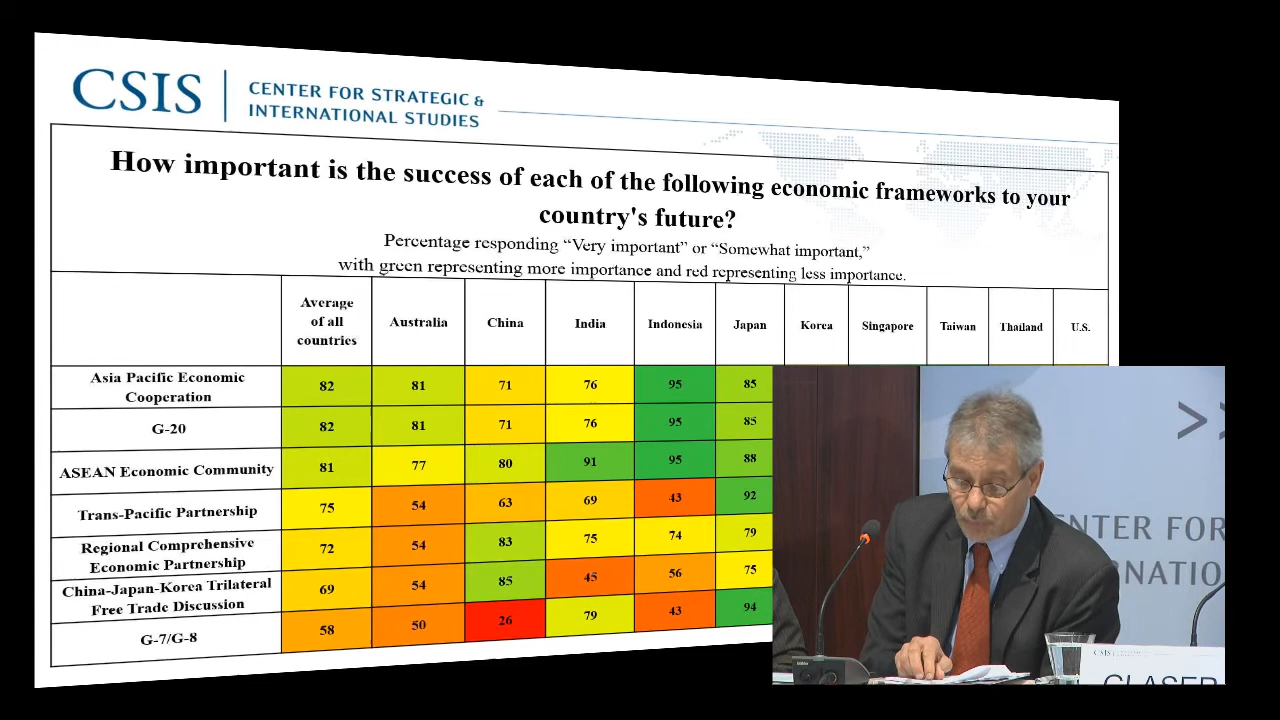 CSIS
CENTER FOR STRATEGIC &
INTERNATIONAL STUDIES
How important is the success of each of the following economic frameworks to your
country's future?
Percentage responding “Very important” or “Somewhat important,”
with green representing more importance and red representing less importance.
Average
of all
countries
Australia
China
India
Indonesia
Japan
Korea
Singapore
Taiwan
Thailand
U.S.
Asia Pacific Economic
Cooperation
82 81 71 76 95 85
G-20
82 81 71 76 95 85
ASEAN Economic Community
81 77 80 91 95 88
Trans-Pacific Partnership
75 54 63 69 43 92
Regional Comprehensive
Economic Partnership
72 54 83 75 74 79
China-Japan-Korea Trilateral
Free Trade Discussion
69 54 85 45 56 75
G-7/G-8
58 50 26 79 43 94
>>
NTER FOR
NATIO
CSIS
GLASER